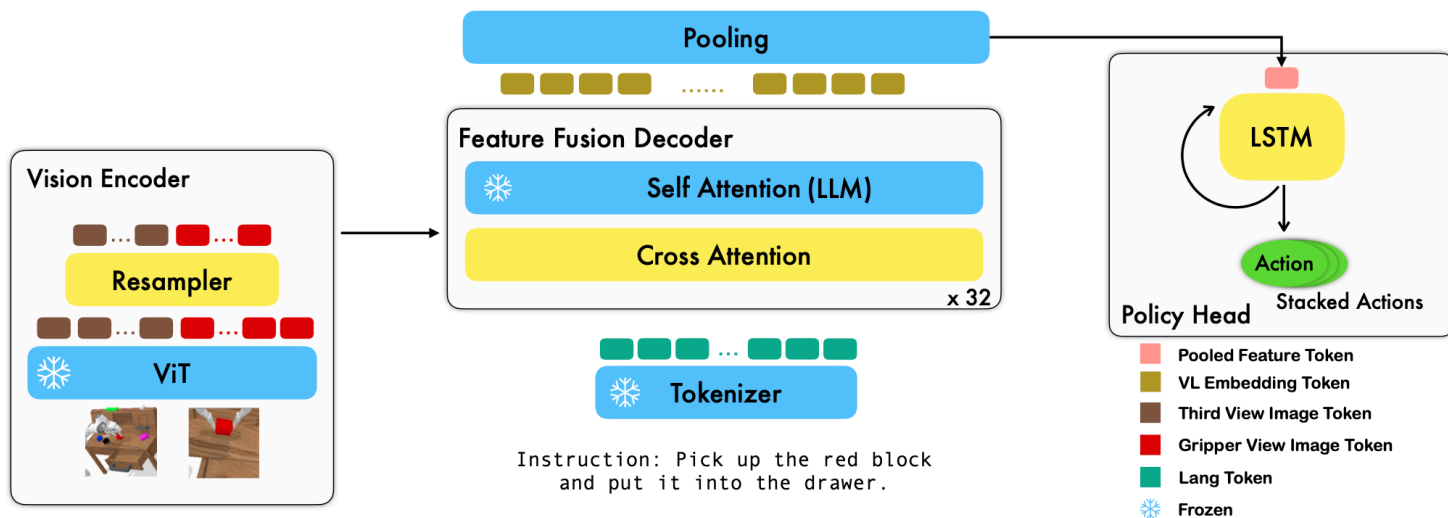 Pooling
......
Feature Fusion Decoder
Self Attention (LLM)
Cross Attention
x 32
Vision Encoder
... ...
Resampler
... ...
ViT
...
Tokenizer
Instruction: Pick up the red block
and put it into the drawer.
LSTM
Action
Stacked Actions
Policy Head
Pooled Feature Token
VL Embedding Token
Third View Image Token
Gripper View Image Token
Lang Token
Frozen